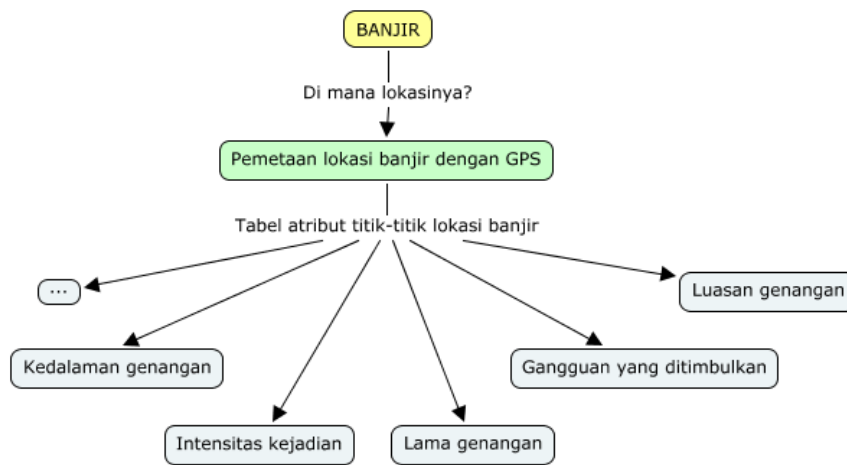 BANJIR
Di mana lokasinya?
Pemetaan lokasi banjir dengan GPS
Tabel atribut titik-titik lokasi banjir
...
Luasan genangan
Kedalaman genangan
Gangguan yang ditimbulkan
Intensitas kejadian
Lama genangan